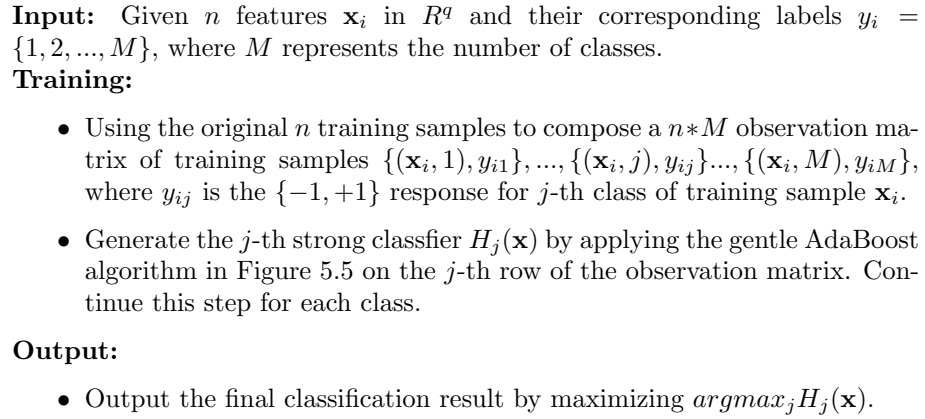 Input: Given n features x_i in R^q and their corresponding labels y_i =
{1, 2, ..., M}, where M represents the number of classes.
Training:
• Using the original n training samples to compose a n∗M observation ma-
trix of training samples {(x_i, 1), y_{i1}}, ..., {(x_i, j), y_{ij}}..., {(x_i, M), y_{iM}},
where y_{ij} is the {−1, +1} response for j-th class of training sample x_i.
• Generate the j-th strong classfier H_j(x) by applying the gentle AdaBoost
algorithm in Figure 5.5 on the j-th row of the observation matrix. Con-
tinue this step for each class.
Output:
• Output the final classification result by maximizing argmax_j H_j(x).